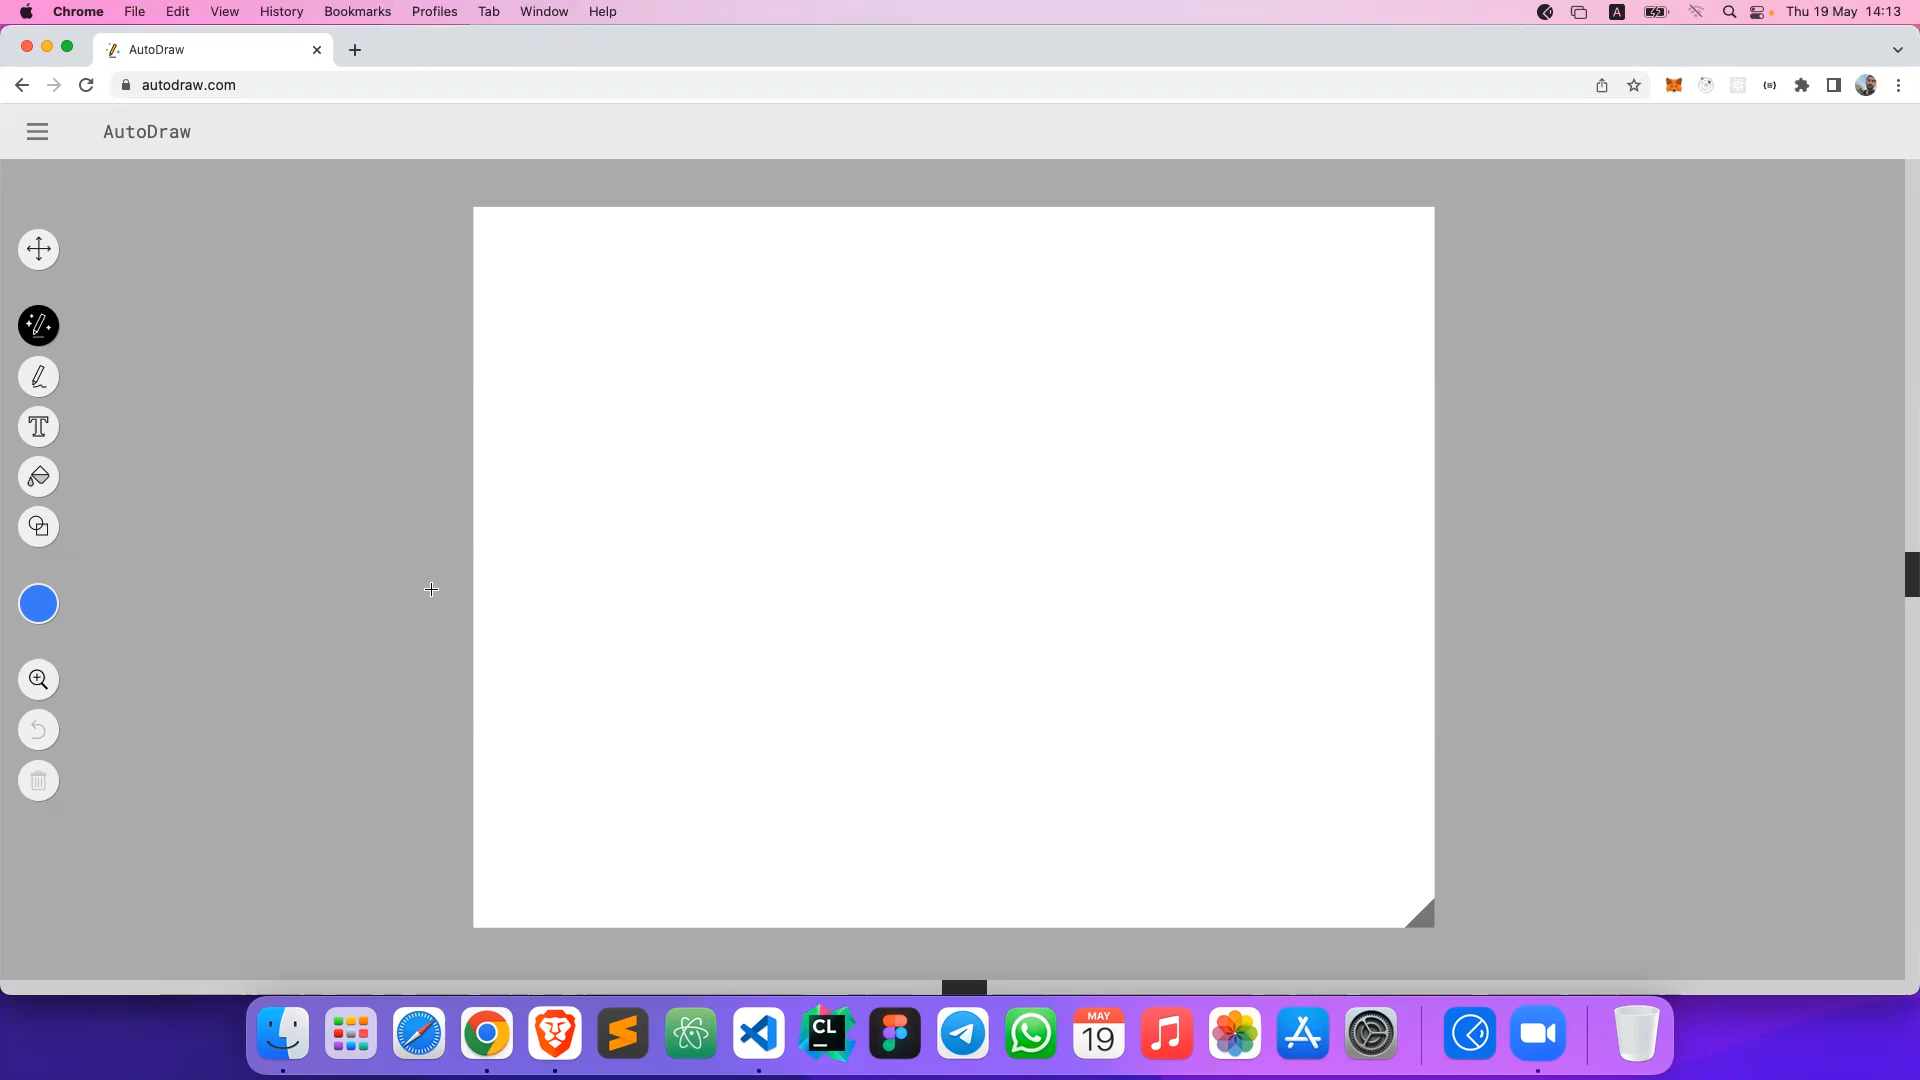 Chrome File Edit View History Bookmarks Profiles Tab Window Help A Thu 19 May 14:13
AutoDraw
autodraw.com
AutoDraw
T
CL
MAY
19